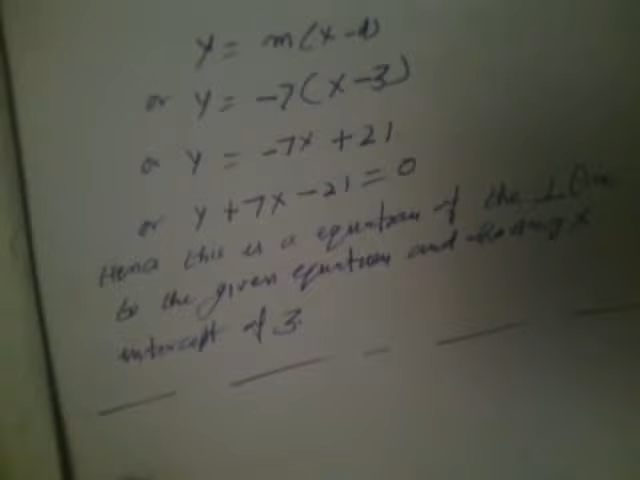 y = m(x-d)
or y = -7(x-3)
or y = -7x + 21
or y + 7x - 21 = 0
Hence this is a equation of the ⊥ line
to the given equation and having x
intercept of 3.